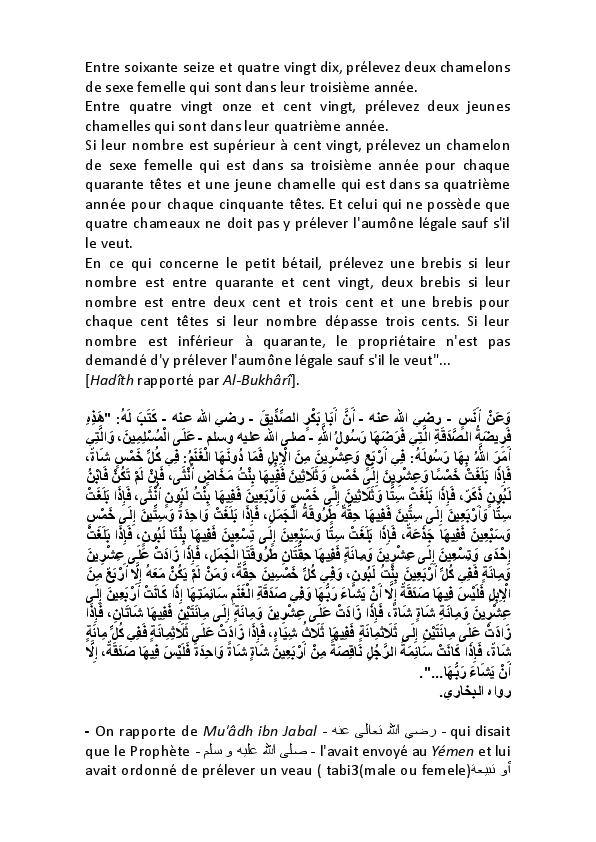 Entre soixante seize et quatre vingt dix, prélevez deux chamelons
de sexe femelle qui sont dans leur troisième année.
Entre quatre vingt onze et cent vingt, prélevez deux jeunes
chamelles qui sont dans leur quatrième année.
Si leur nombre est supérieur à cent vingt, prélevez un chamelon
de sexe femelle qui est dans sa troisième année pour chaque
quarante têtes et une jeune chamelle qui est dans sa quatrième
année pour chaque cinquante têtes. Et celui qui ne possède que
quatre chameaux ne doit pas y prélever l'aumône légale sauf s'il
le veut.
En ce qui concerne le petit bétail, prélevez une brebis si leur
nombre est entre quarante et cent vingt, deux brebis si leur
nombre est entre deux cent et trois cent et une brebis pour
chaque cent têtes si leur nombre dépasse trois cents. Si leur
nombre est inférieur à quarante, le propriétaire n'est pas
demandé d'y prélever l'aumône légale sauf s'il le veut"...
[Hadîth rapporté par Al-Bukhârî].
وَعَنْ أَنَسٍ - رضي الله عنه - أَنَّ أَبَا بَكْرٍ الصِّدِّيقَ - رضي الله عنه - كَتَبَ لَهُ: "هَذِهِ
فَرِيضَةُ الصَّدَقَةِ الَّتِي فَرَضَهَا رَسُولُ اللَّهِ - صلى الله عليه وسلم - عَلَى الْمُسْلِمِينَ، وَالَّتِي
أَمَرَ اللَّهُ بِهَا رَسُولَهُ: فِي أَرْبَعٍ وَعِشْرِينَ مِنَ الْإِبِلِ فَمَا دُونَهَا الْغَنَمُ: فِي كُلِّ خَمْسٍ شَاةٌ،
فَإِذَا بَلَغَتْ خَمْسًا وَعِشْرِينَ إِلَى خَمْسٍ وَثَلَاثِينَ فَفِيهَا بِنْتُ مَخَاضٍ أُنْثَى، فَإِنْ لَمْ تَكُنْ فَابْنُ
لَبُونٍ ذَكَرٌ، فَإِذَا بَلَغَتْ سِتًّا وَثَلَاثِينَ إِلَى خَمْسٍ وَأَرْبَعِينَ فَفِيهَا بِنْتُ لَبُونٍ أُنْثَى، فَإِذَا بَلَغَتْ
سِتًّا وَأَرْبَعِينَ إِلَى سِتِّينَ فَفِيهَا حِقَّةٌ طَرُوقَةُ الْجَمَلِ، فَإِذَا بَلَغَتْ وَاحِدَةً وَسِتِّينَ إِلَى خَمْسٍ
وَسَبْعِينَ فَفِيهَا جَذَعَةٌ، فَإِذَا بَلَغَتْ سِتًّا وَسَبْعِينَ إِلَى تِسْعِينَ فَفِيهَا بِنْتَا لَبُونٍ، فَإِذَا بَلَغَتْ
إِحْدَى وَتِسْعِينَ إِلَى عِشْرِينَ وَمِائَةٍ فَفِيهَا حِقَّتَانِ طَرُوقَتَا الْجَمَلِ، فَإِذَا زَادَتْ عَلَى عِشْرِينَ
وَمِائَةٍ فَفِي كُلِّ أَرْبَعِينَ بِنْتُ لَبُونٍ، وَفِي كُلِّ خَمْسِينَ حِقَّةٌ، وَمَنْ لَمْ يَكُنْ مَعَهُ إِلَّا أَرْبَعٌ مِنَ
الْإِبِلِ فَلَيْسَ فِيهَا صَدَقَةٌ إِلَّا أَنْ يَشَاءَ رَبُّهَا وَفِي صَدَقَةِ الْغَنَمِ سَائِمَتِهَا إِذَا كَانَتْ أَرْبَعِينَ إِلَى
عِشْرِينَ وَمِائَةِ شَاةٍ شَاةٌ، فَإِذَا زَادَتْ عَلَى عِشْرِينَ وَمِائَةٍ إِلَى مِائَتَيْنِ فَفِيهَا شَاتَانِ، فَإِذَا
زَادَتْ عَلَى مِائَتَيْنِ إِلَى ثَلَاثمِائَةٍ فَفِيهَا ثَلَاثُ شِيَاهٍ، فَإِذَا زَادَتْ عَلَى ثَلَاثِمِائَةٍ فَفِي كُلِّ مِائَةٍ
شَاةٌ، فَإِذَا كَانَتْ سَائِمَةُ الرَّجُلِ نَاقِصَةً مِنْ أَرْبَعِينَ شَاةٍ شَاةً وَاحِدَةً فَلَيْسَ فِيهَا صَدَقَةٌ، إِلَّا
أَنْ يَشَاءَ رَبُّهَا...".
رواه البخاري.
- On rapporte de Mu'âdh ibn Jabal - رضي الله تعالى عنه - qui disait
que le Prophète - صلى الله عليه وسلم - l'avait envoyé au Yémen et lui
avait ordonné de prélever un veau ( tabi3(male ou femele)أو تبيعة